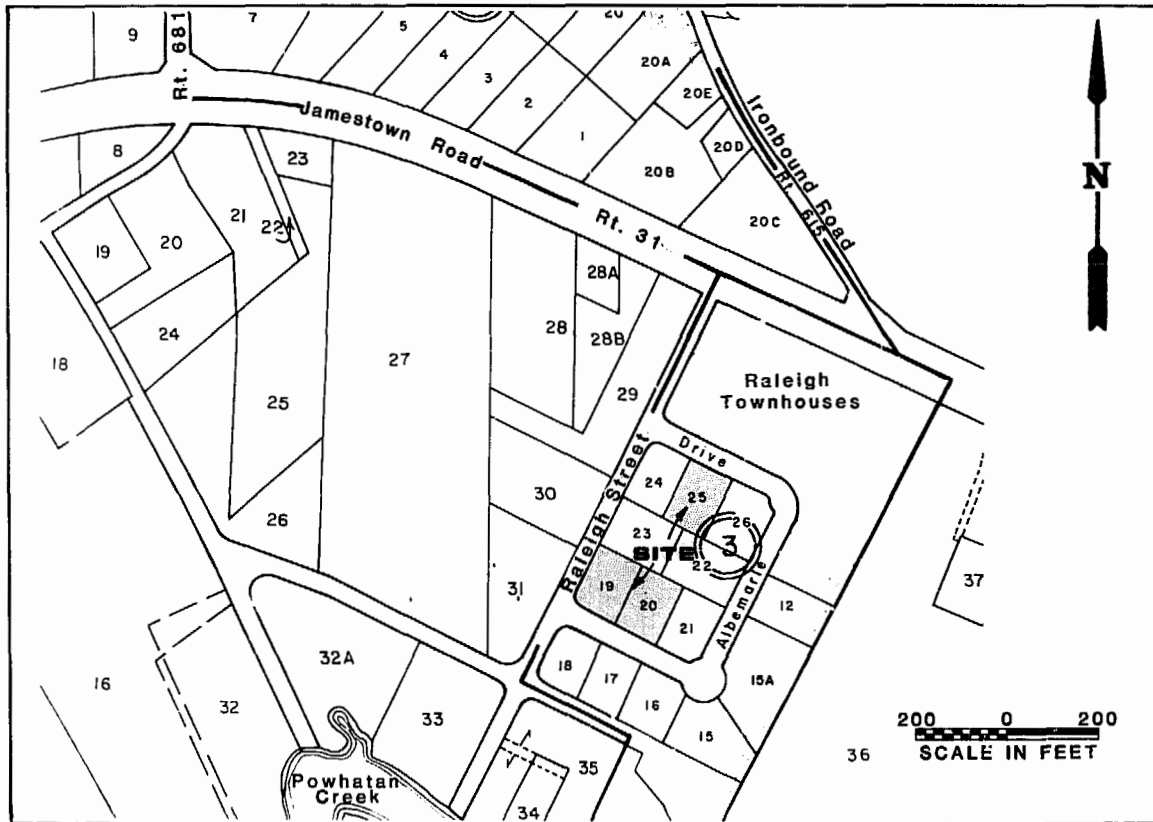 9
Rt. 681
7
5
4
3
2
1
20
20A
20E
20D
20B
20C
Ironbound Road
Rt. 615
Jamestown Road
Rt. 31
N
8
23
21
22
20
19
24
18
25
26
27
28
28A
28B
29
Raleigh
Townhouses
Drive
Raleigh Street
24
25
26
3
23
SITE
22
19
20
21
Albemarle
12
37
30
31
18
17
16
15
15A
32A
33
16
32
35
34
Powhatan
Creek
36
200 0 200
SCALE IN FEET